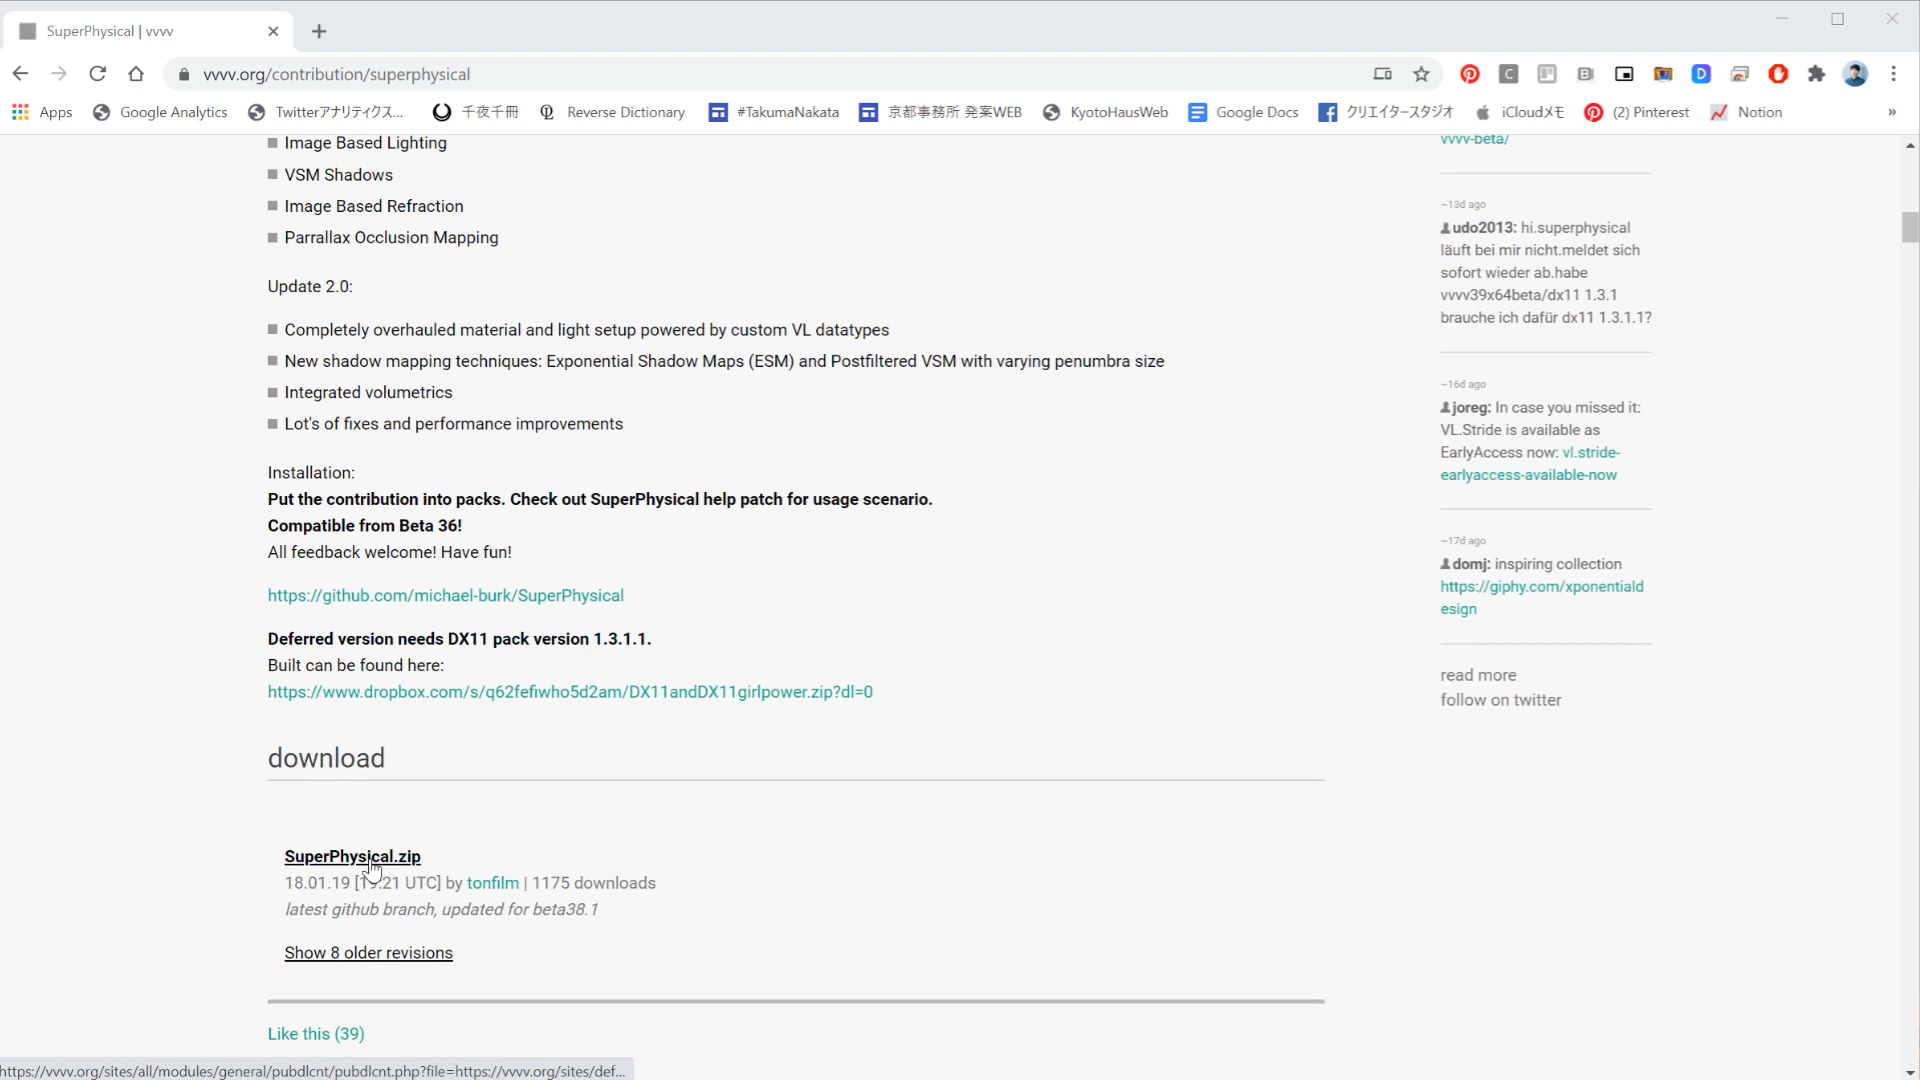 SuperPhysical | vvvv
vvvv.org/contribution/superphysical
Apps Google Analytics Twitterアナリティクス... 千夜千冊 Reverse Dictionary #TakumaNakata 京都事務所 発案WEB KyotoHausWeb Google Docs クリエイタースタジオ iCloudメモ (2) Pinterest Notion »
Image Based Lighting
VSM Shadows
Image Based Refraction
Parrallax Occlusion Mapping
Update 2.0:
Completely overhauled material and light setup powered by custom VL datatypes
New shadow mapping techniques: Exponential Shadow Maps (ESM) and Postfiltered VSM with varying penumbra size
Integrated volumetrics
Lot's of fixes and performance improvements
Installation:
Put the contribution into packs. Check out SuperPhysical help patch for usage scenario.
Compatible from Beta 36!
All feedback welcome! Have fun!
https://github.com/michael-burk/SuperPhysical
Deferred version needs DX11 pack version 1.3.1.1.
Built can be found here:
https://www.dropbox.com/s/q62fefiwho5d2am/DX11andDX11girlpower.zip?dl=0
download
SuperPhysical.zip
18.01.19 [19:21 UTC] by tonfilm | 1175 downloads
latest github branch, updated for beta38.1
Show 8 older revisions
Like this (39)
vvvv-beta/
~13d ago
udo2013: hi.superphysical
läuft bei mir nicht.meldet sich
sofort wieder ab.habe
vvvv39x64beta/dx11 1.3.1
brauche ich dafür dx11 1.3.1.1?
~16d ago
joreg: In case you missed it:
VL.Stride is available as
EarlyAccess now: vl.stride-
earlyaccess-available-now
~17d ago
domj: inspiring collection
https://giphy.com/xponentiald
esign
read more
follow on twitter
https://vvvv.org/sites/all/modules/general/pubdlcnt/pubdlcnt.php?file=https://vvvv.org/sites/def...